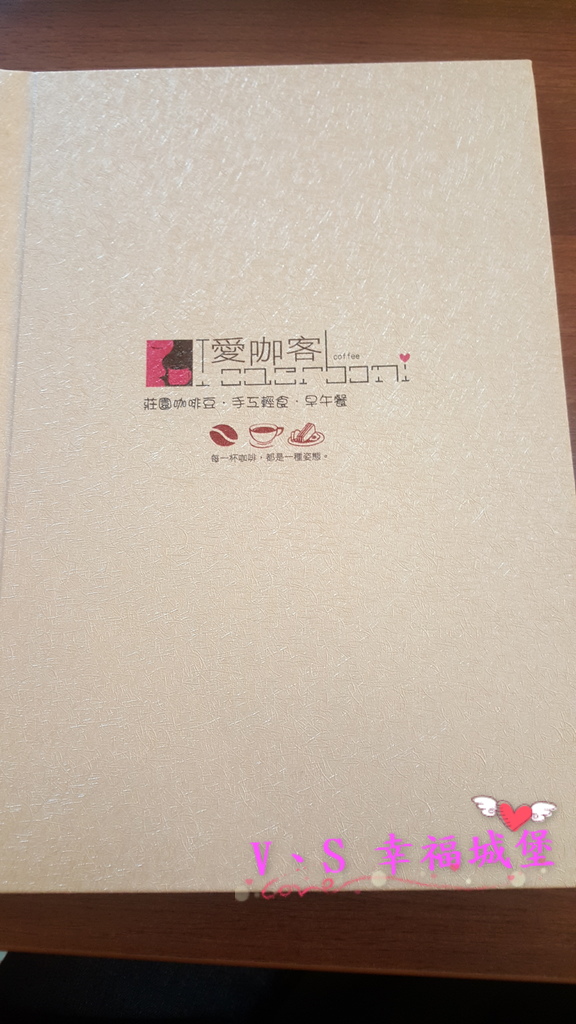 愛咖客 coffee
I cacrboni
莊園咖啡豆·手工輕食·早午餐
每一杯咖啡，都是一種姿態。
V、S 幸福城堡